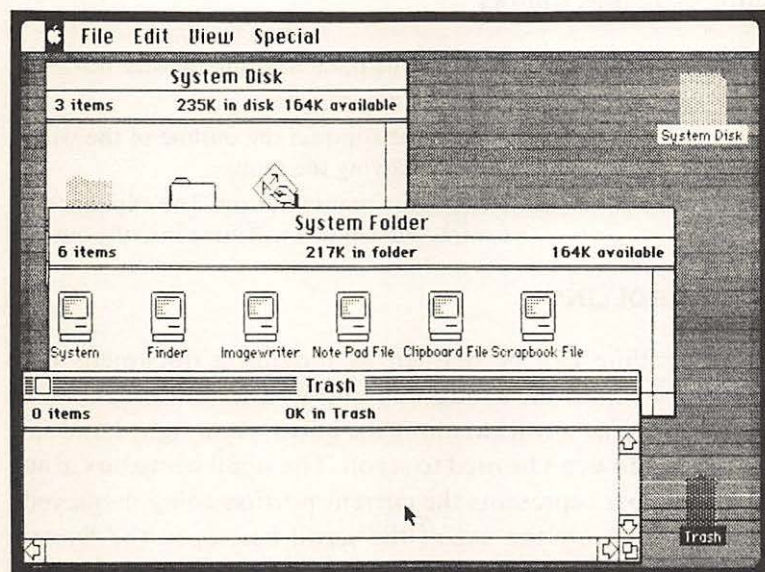 File Edit View Special
System Disk
3 items 235K in disk 164K available
System Disk
System Folder
6 items 217K in folder 164K available
System Finder Imagewriter Note Pad File Clipboard File Scrapbook File
Trash
0 items 0K in Trash
Trash